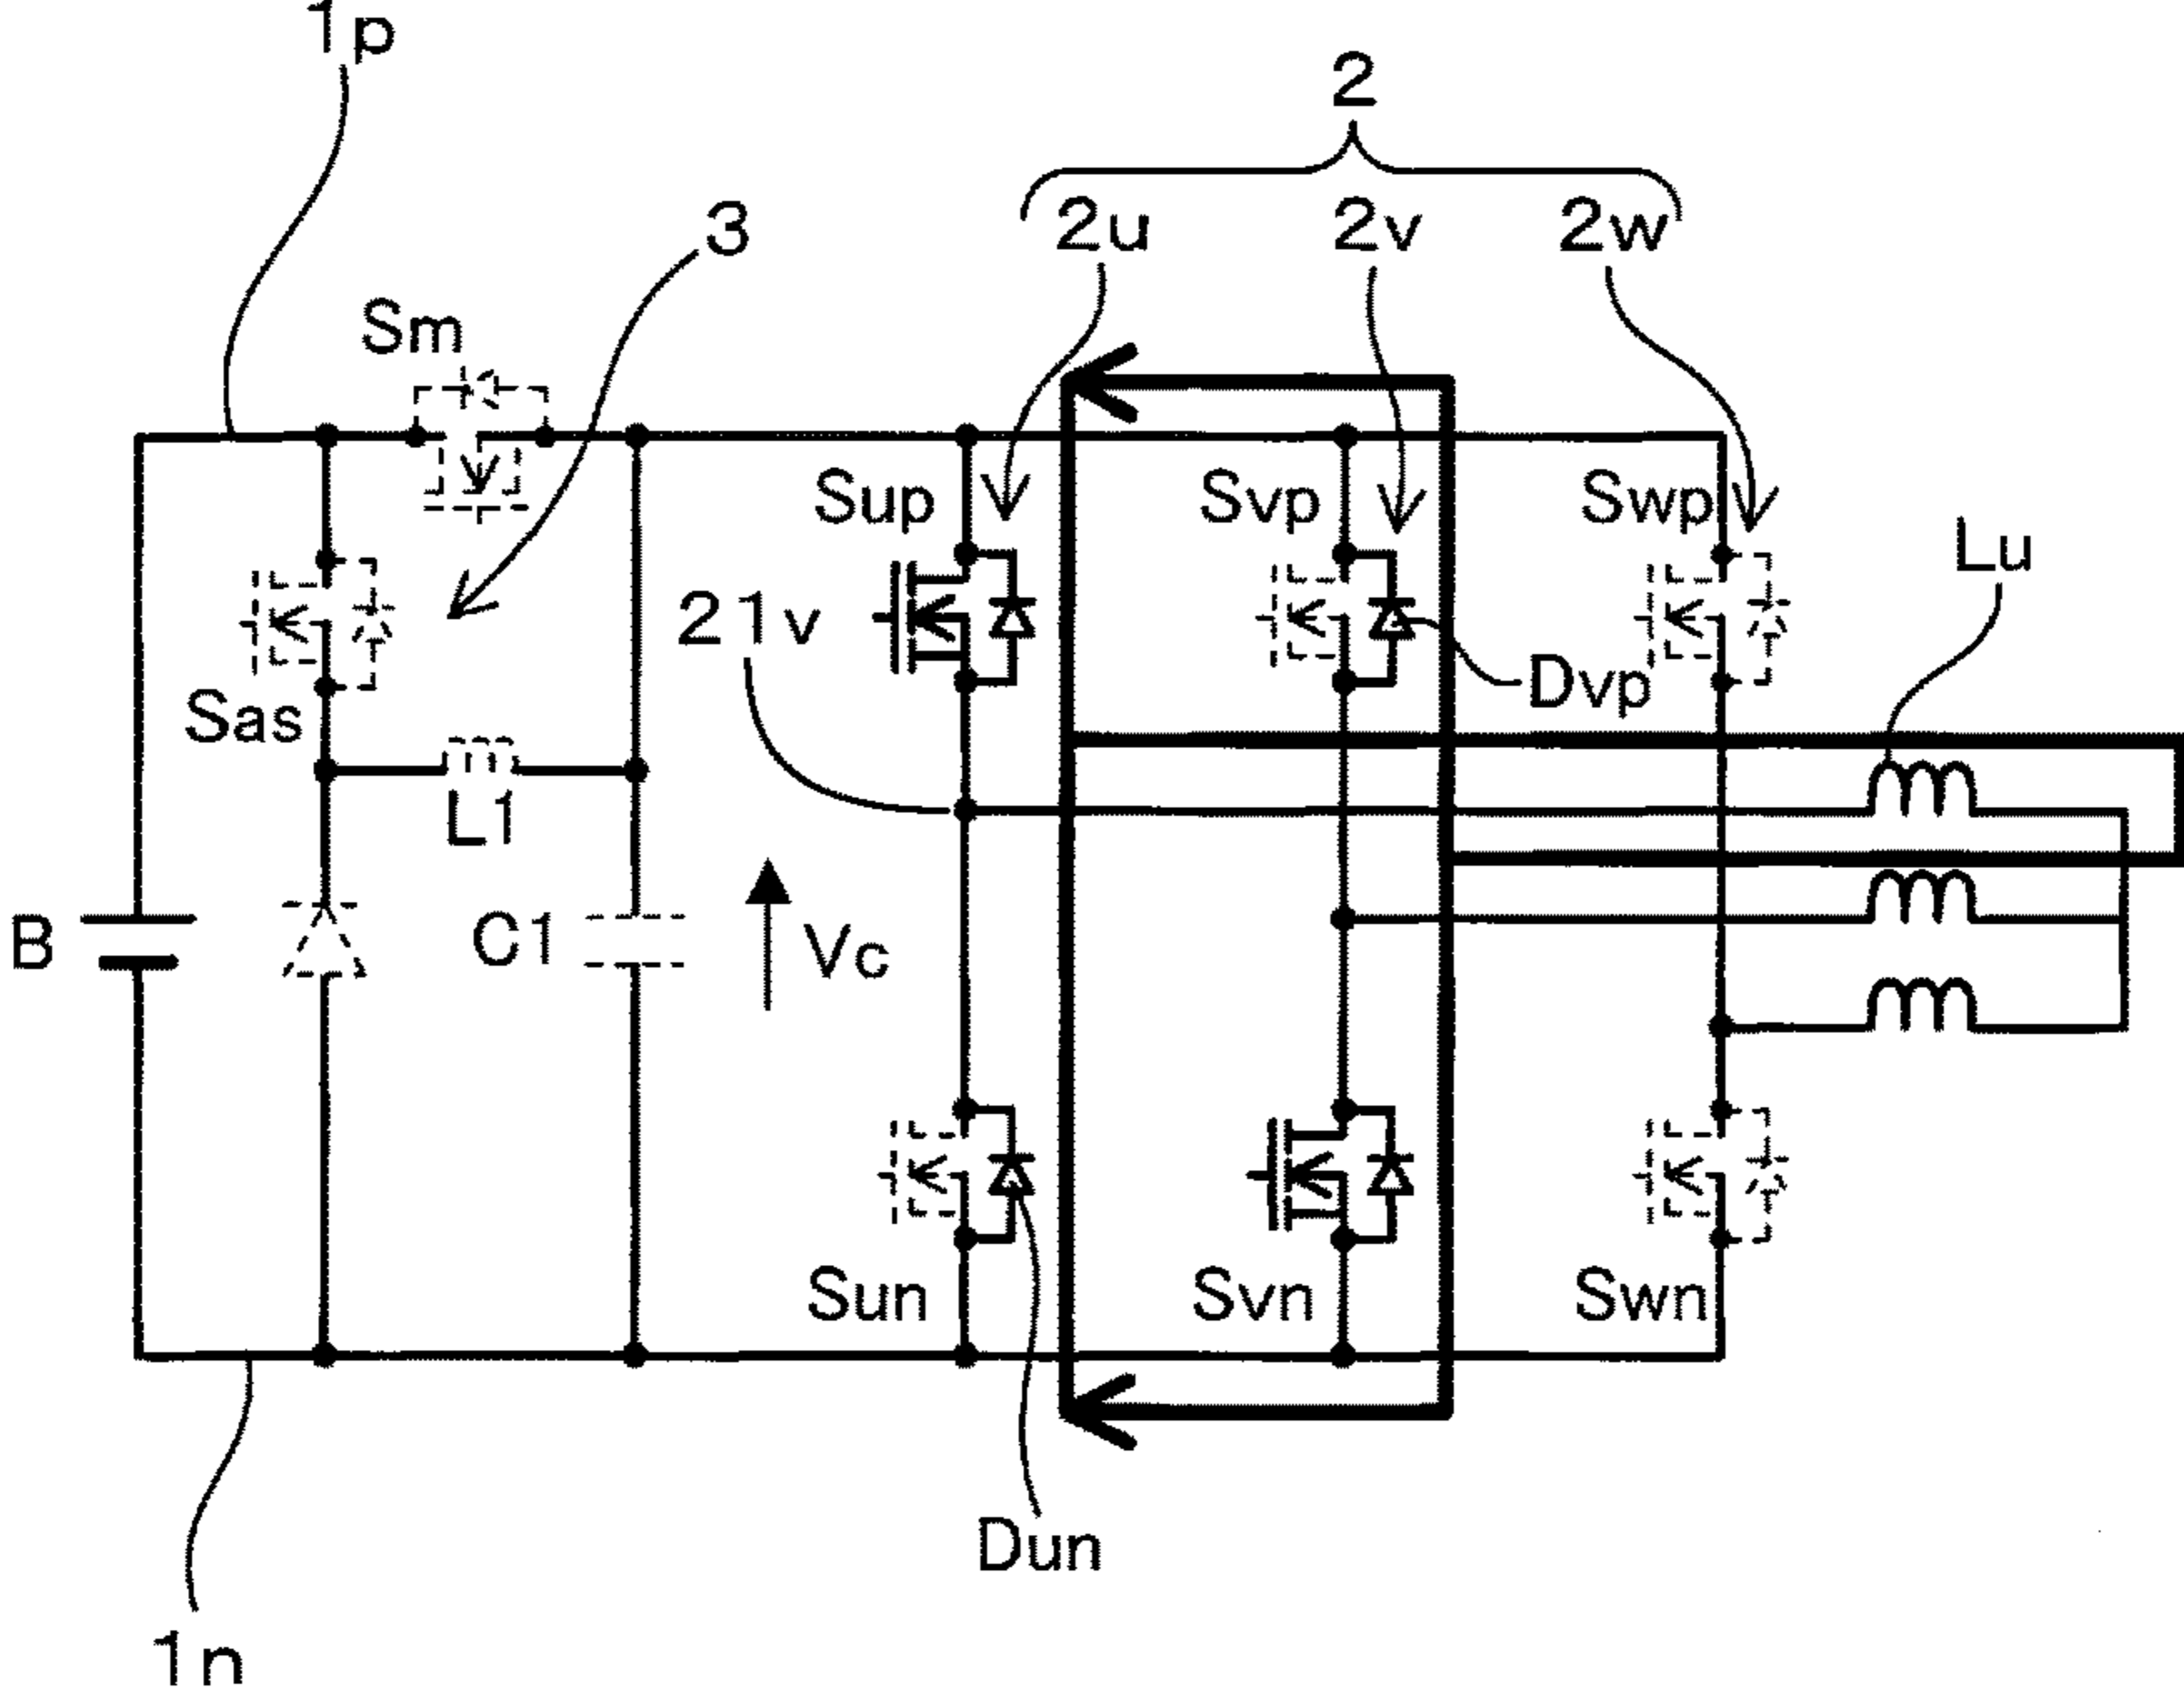 1p
2
2u 2v 2w
3
Sm
Sup Svp Swp
Lu
21v
Dvp
Sas
L1
B
C1
Vc
Sun Svn Swn
Dun
1n